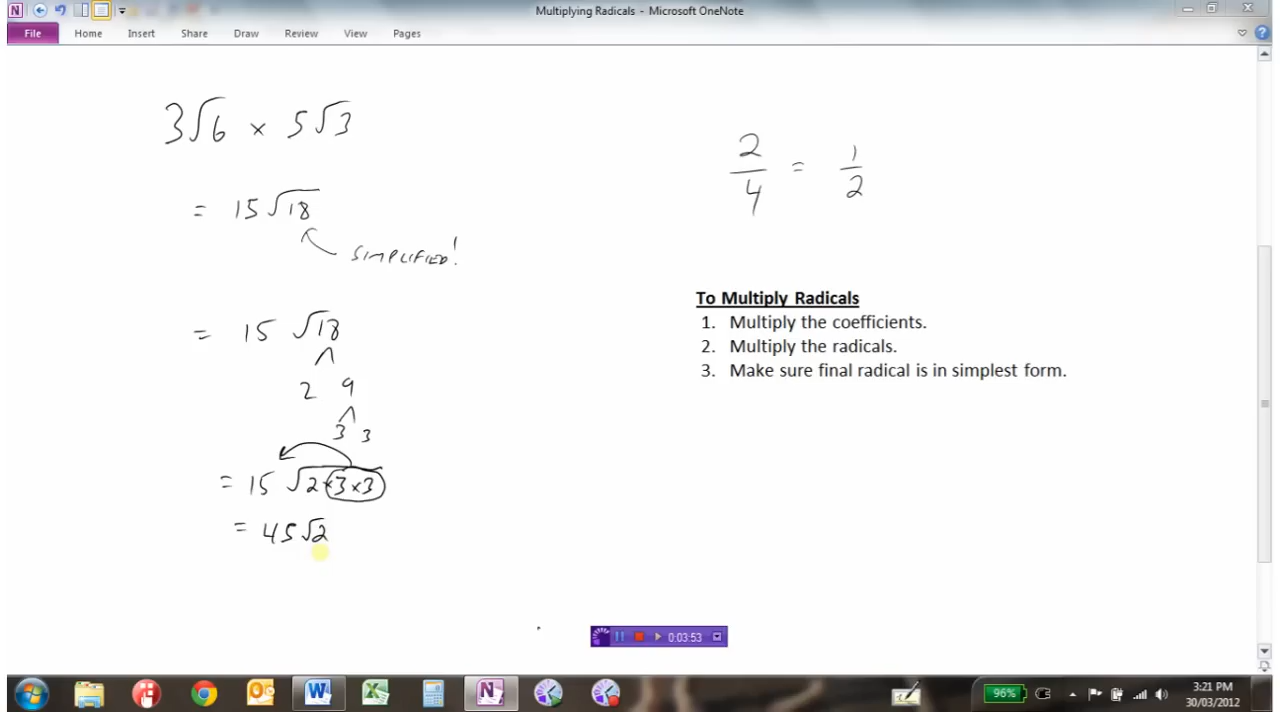 Multiplying Radicals - Microsoft OneNote
File Home Insert Share Draw Review View Pages
3√6 × 5√3
= 15√18
SIMPLIFIED!
= 15 √18
2 9
3 3
= 15 √2×3×3
= 45√2
2/4 = 1/2
To Multiply Radicals
1. Multiply the coefficients.
2. Multiply the radicals.
3. Make sure final radical is in simplest form.
0:03:53
96%
3:21 PM
30/03/2012